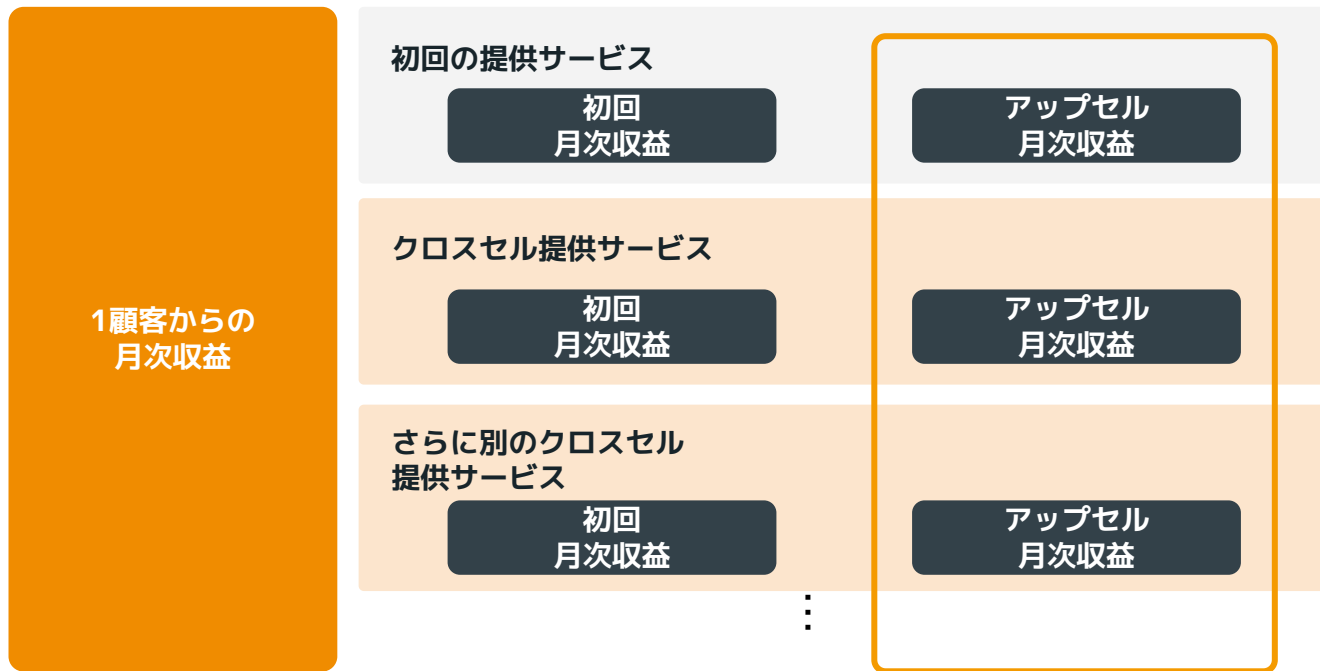 1顧客からの
月次収益
初回の提供サービス
初回
月次収益
アップセル
月次収益
クロスセル提供サービス
初回
月次収益
アップセル
月次収益
さらに別のクロスセル
提供サービス
初回
月次収益
アップセル
月次収益
⋮